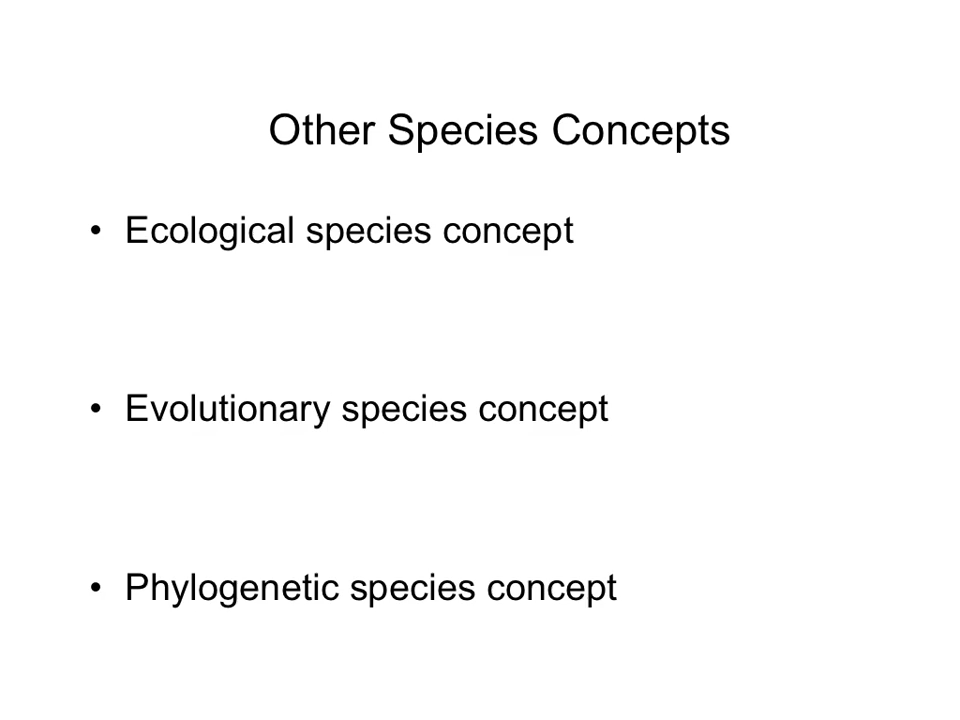 Other Species Concepts
• Ecological species concept
• Evolutionary species concept
• Phylogenetic species concept